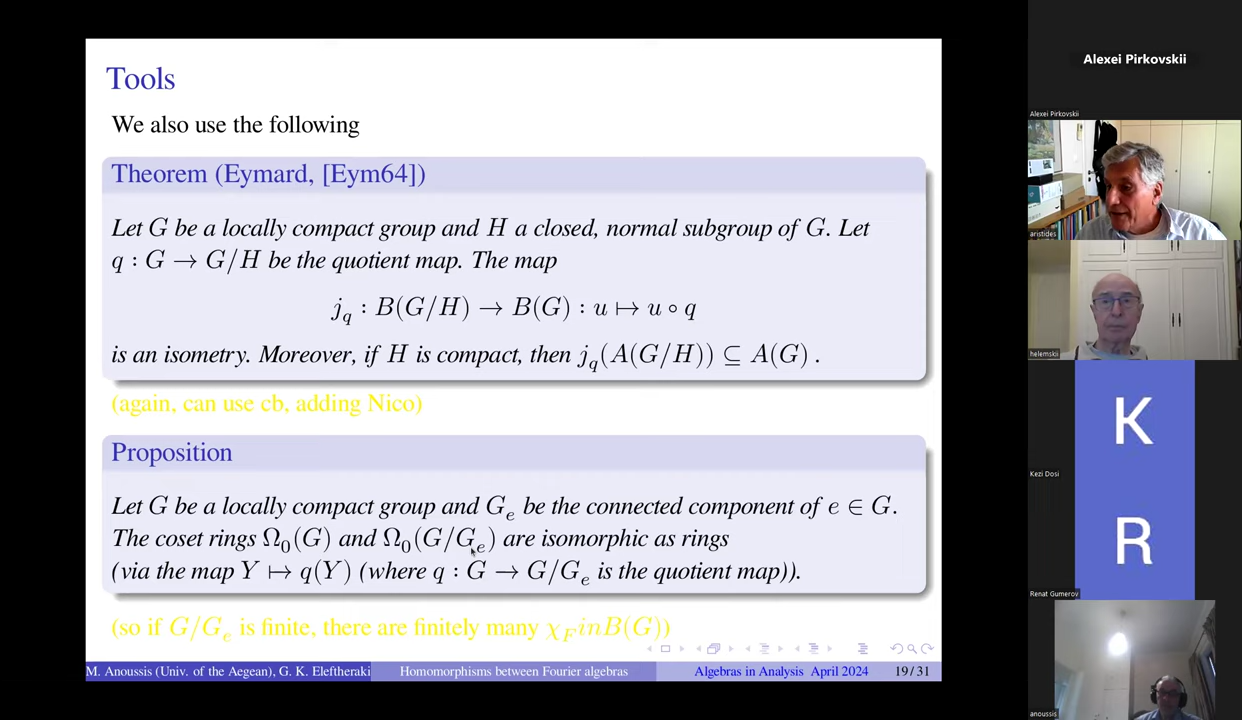 Tools
We also use the following
Theorem (Eymard, [Eym64])
Let G be a locally compact group and H a closed, normal subgroup of G. Let
q : G → G/H be the quotient map. The map
j_q : B(G/H) → B(G) : u ↦ u ∘ q
is an isometry. Moreover, if H is compact, then j_q(A(G/H)) ⊆ A(G) .
(again, can use cb, adding Nico)
Proposition
Let G be a locally compact group and G_e be the connected component of e ∈ G.
The coset rings Ω_0(G) and Ω_0(G/G_e) are isomorphic as rings
(via the map Y ↦ q(Y) (where q : G → G/G_e is the quotient map)).
(so if G/G_e is finite, there are finitely many χ_F inB(G))
M. Anoussis (Univ. of the Aegean), G. K. Eleftheraki
Homomorphisms between Fourier algebras
Algebras in Analysis April 2024
19/31
Alexei Pirkovskii
Alexei Pirkovskii
aristides
helemskii
K
Kezi Dosi
R
Renat Gumerov
anoussis